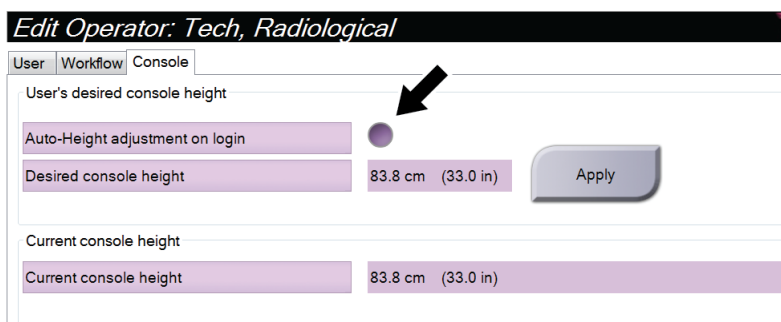 Edit Operator: Tech, Radiological
User Workflow Console
User's desired console height
Auto-Height adjustment on login
Desired console height 83.8 cm (33.0 in) Apply
Current console height
Current console height 83.8 cm (33.0 in)